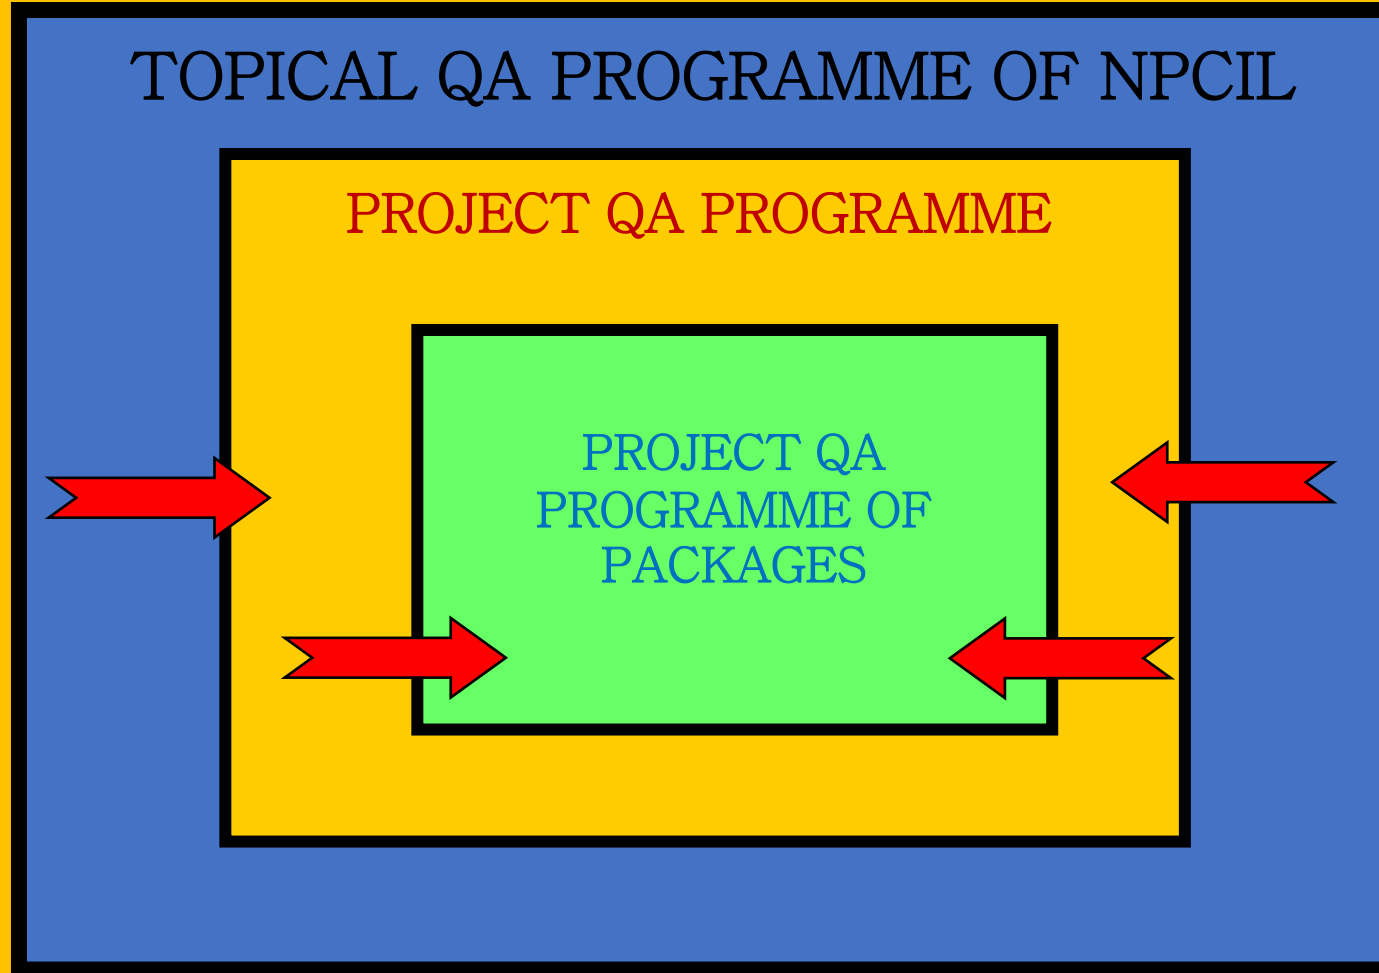 TOPICAL QA PROGRAMME OF NPCIL
PROJECT QA PROGRAMME
PROJECT QA
PROGRAMME OF
PACKAGES